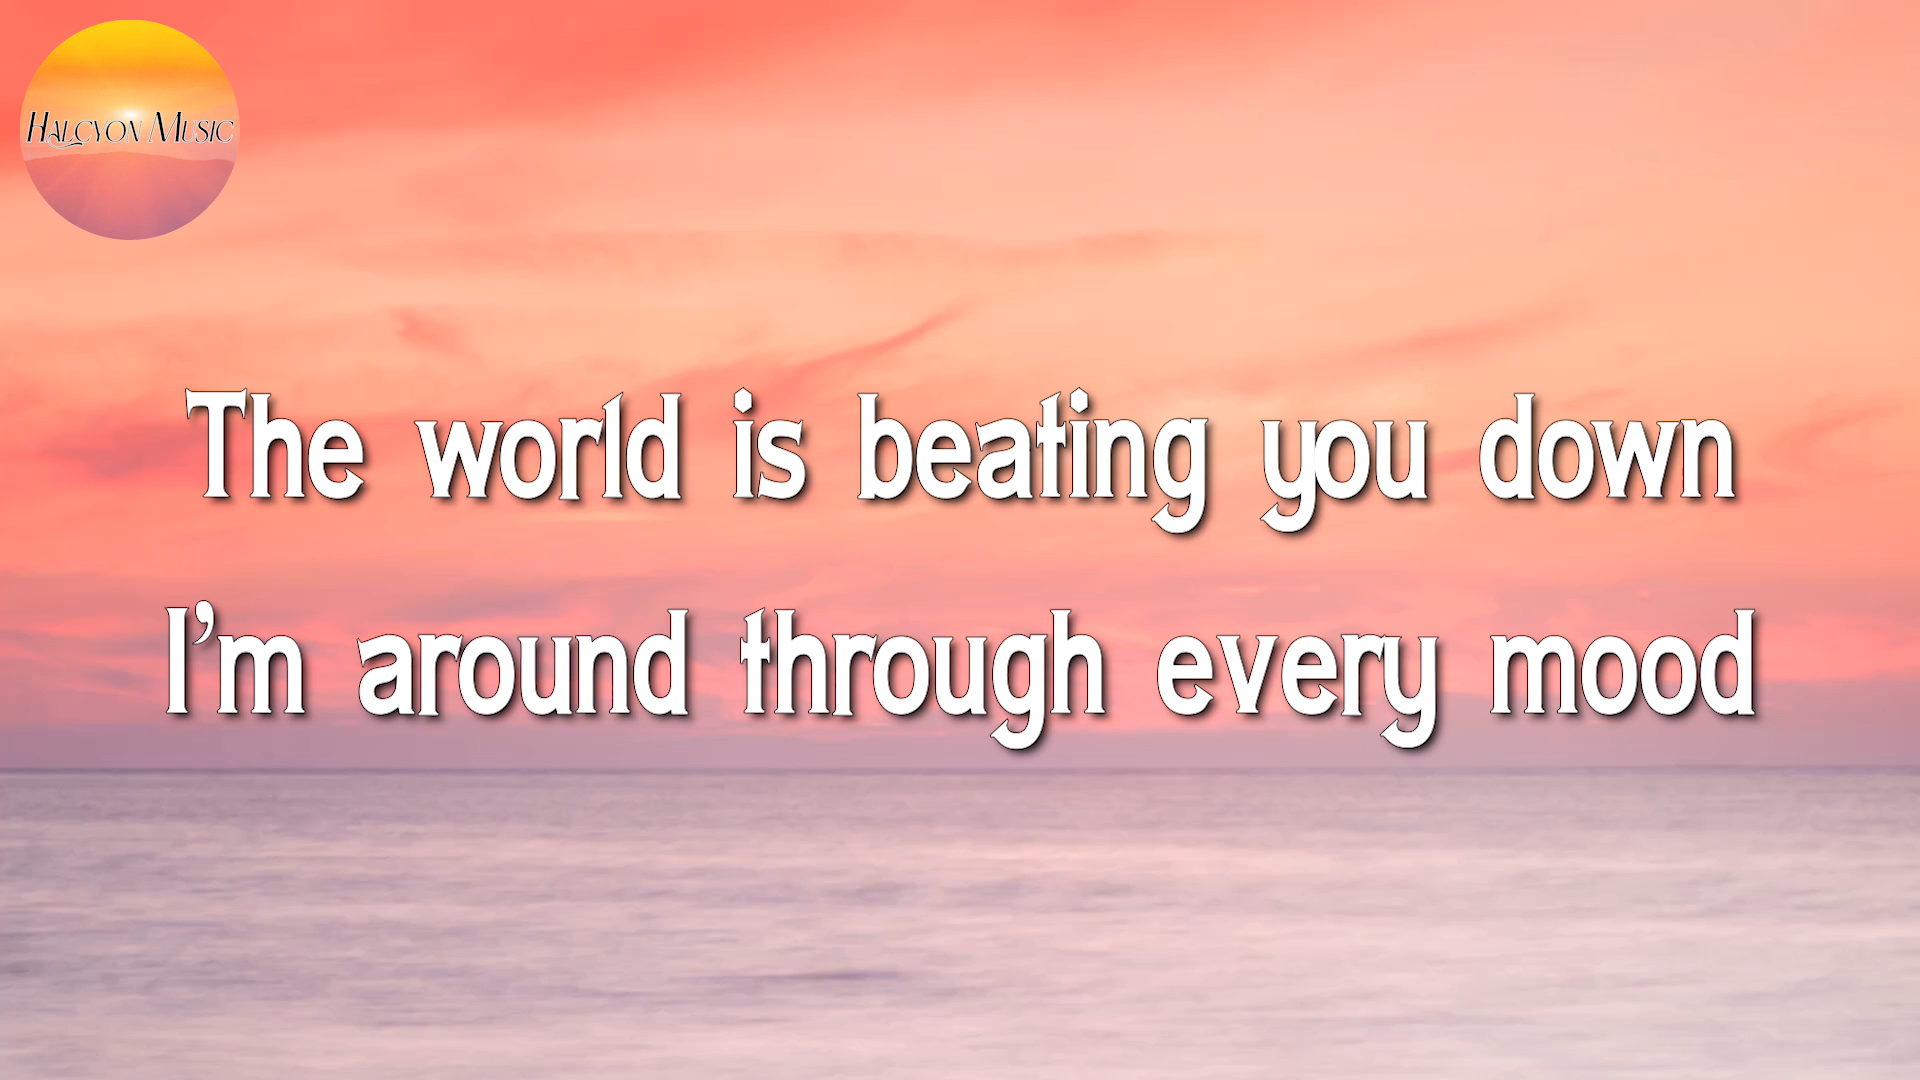 Halcyon Music
The world is beating you down
I'm around through every mood